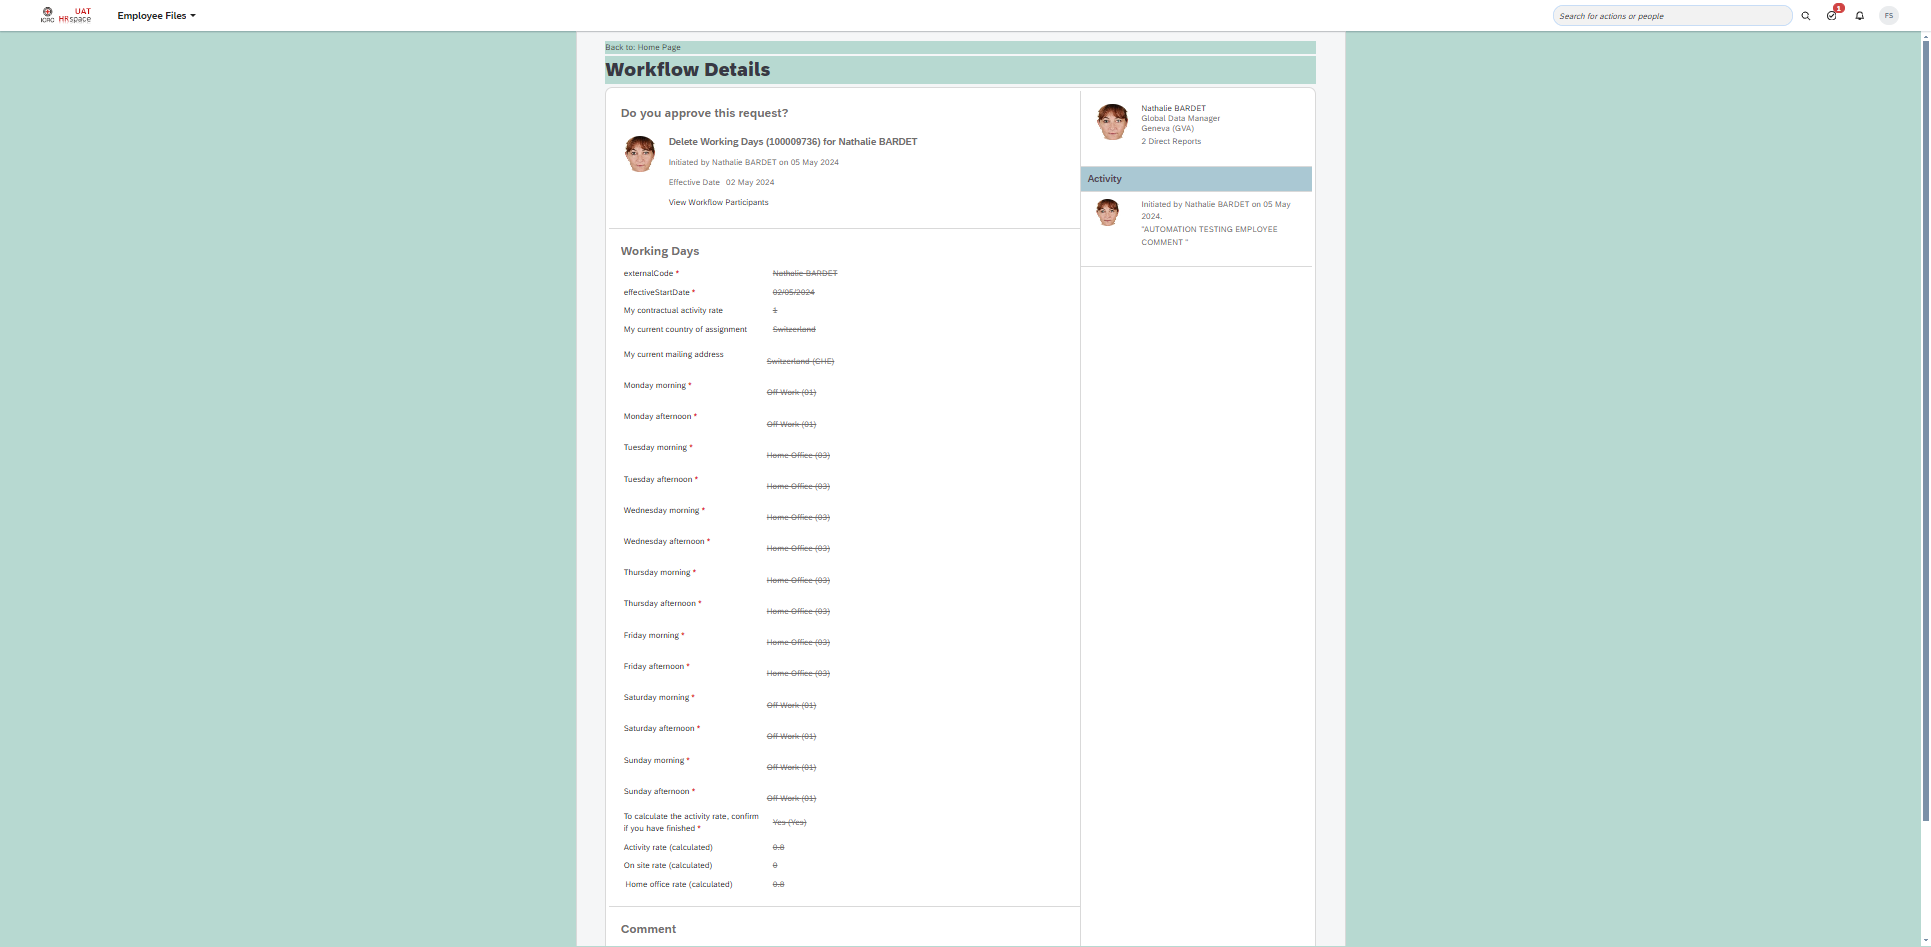 ICRC
UAT
HRspace
Employee Files
Search for actions or people
1
FS
Back to: Home Page
Workflow Details
Do you approve this request?
Delete Working Days (100009736) for Nathalie BARDET
Initiated by Nathalie BARDET on 05 May 2024
Effective Date 02 May 2024
View Workflow Participants
Nathalie BARDET
Global Data Manager
Geneva (GVA)
2 Direct Reports
Activity
Initiated by Nathalie BARDET on 05 May
2024.
"AUTOMATION TESTING EMPLOYEE
COMMENT "
Working Days
externalCode * Nathalie BARDET
effectiveStartDate * 02/05/2024
My contractual activity rate 1
My current country of assignment Switzerland
My current mailing address Switzerland (CHE)
Monday morning * Off Work (01)
Monday afternoon * Off Work (01)
Tuesday morning * Home Office (03)
Tuesday afternoon * Home Office (03)
Wednesday morning * Home Office (03)
Wednesday afternoon * Home Office (03)
Thursday morning * Home Office (03)
Thursday afternoon * Home Office (03)
Friday morning * Home Office (03)
Friday afternoon * Home Office (03)
Saturday morning * Off Work (01)
Saturday afternoon * Off Work (01)
Sunday morning * Off Work (01)
Sunday afternoon * Off Work (01)
To calculate the activity rate, confirm
if you have finished * Yes (Yes)
Activity rate (calculated) 0.8
On site rate (calculated) 0
Home office rate (calculated) 0.8
Comment